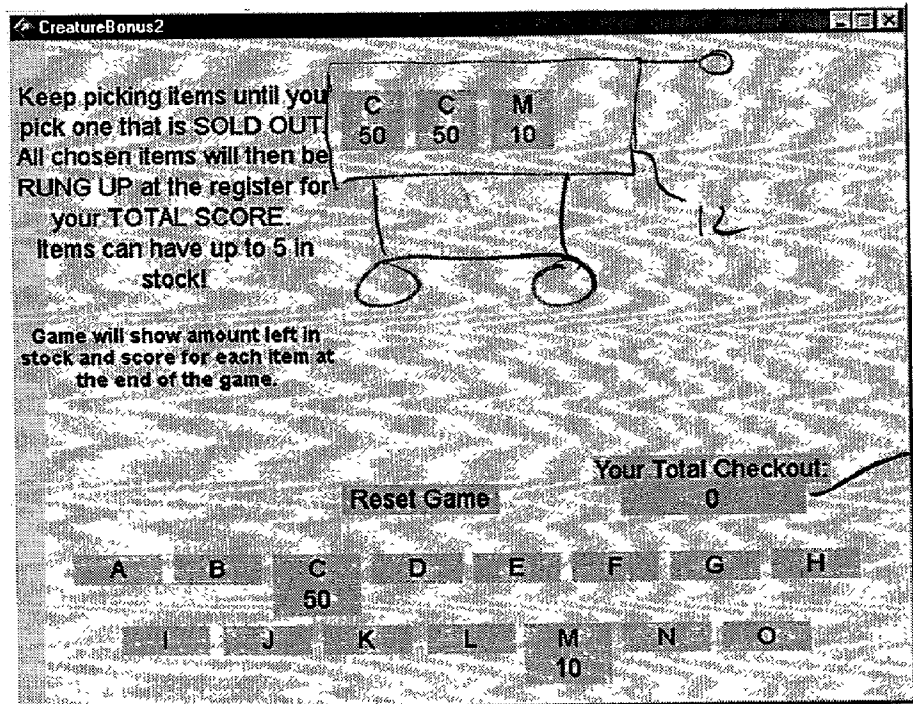 CreatureBonus2
Keep picking items until you
pick one that is SOLD OUT.
All chosen items will then be
RUNG UP at the register for
your TOTAL SCORE.
Items can have up to 5 in
stock!
Game will show amount left in
stock and score for each item at
the end of the game.
C C M
50 50 10
12
Your Total Checkout:
Reset Game 0
A B C D E F G H
50
I J K L M N O
10